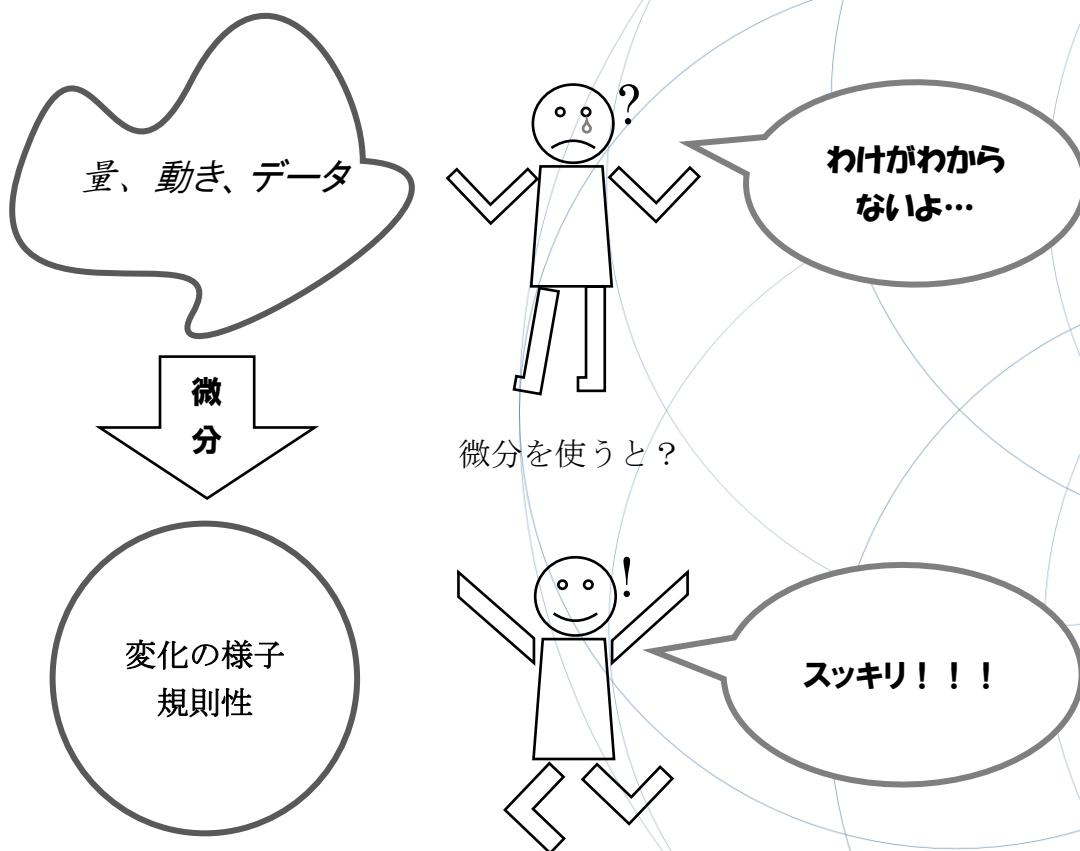 量、動き、データ
?
わけがわから
ないよ…
微
分
微分を使うと？
!
変化の様子
規則性
スッキリ！！！